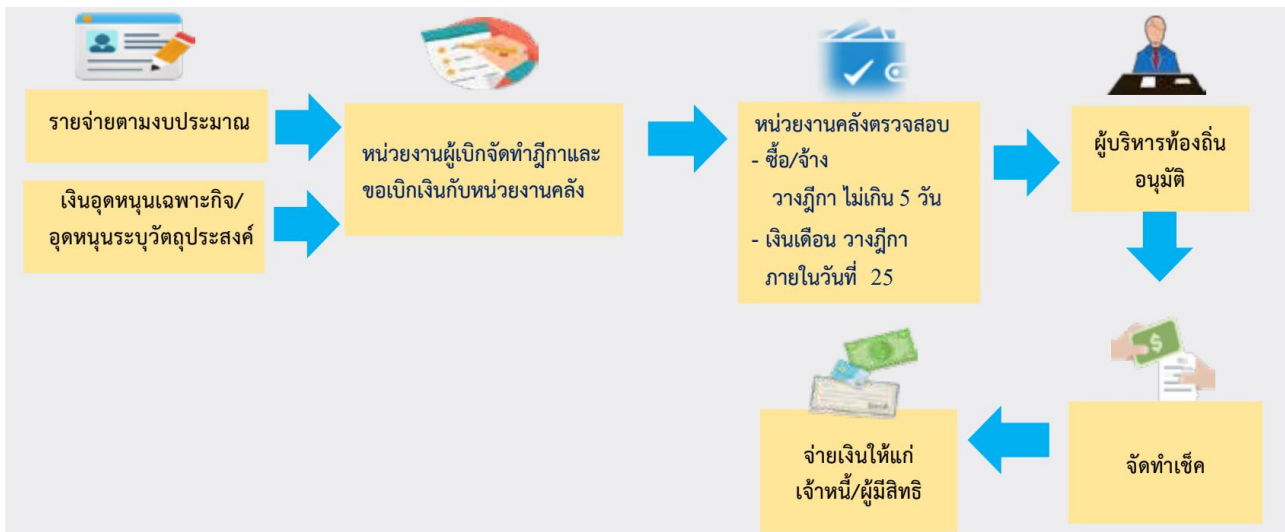 รายจ่ายตามงบประมาณ
เงินอุดหนุนเฉพาะกิจ/
อุดหนุนระบุวัตถุประสงค์
หน่วยงานผู้เบิกจัดทำฎีกาและ
ขอเบิกเงินกับหน่วยงานคลัง
หน่วยงานคลังตรวจสอบ
- ซื้อ/จ้าง
วางฎีกา ไม่เกิน 5 วัน
- เงินเดือน วางฎีกา
ภายในวันที่ 25
ผู้บริหารท้องถิ่น
อนุมัติ
จัดทำเช็ค
จ่ายเงินให้แก่
เจ้าหนี้/ผู้มีสิทธิ